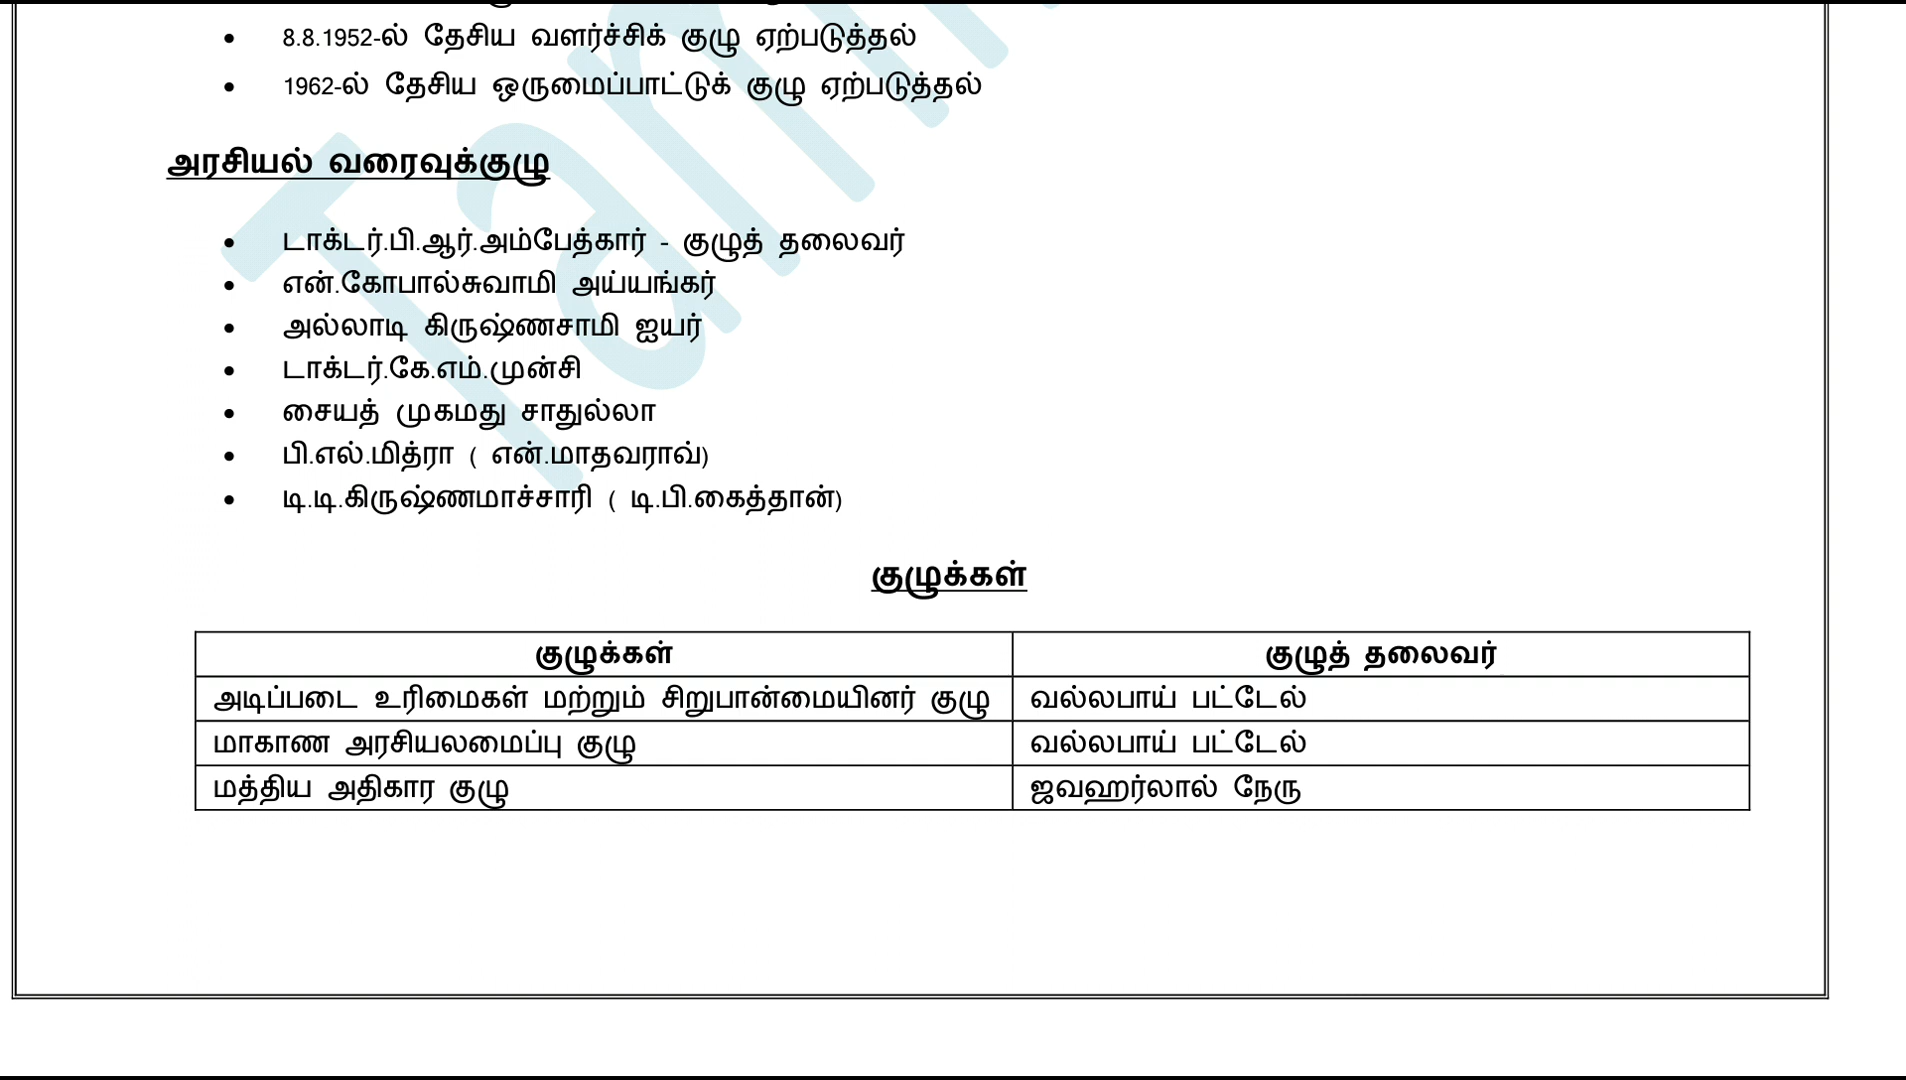 8.8.1952-ல் தேசிய வளர்ச்சிக் குழு ஏற்படுத்தல்
1962-ல் தேசிய ஒருமைப்பாட்டுக் குழு ஏற்படுத்தல்
அரசியல் வரைவுக்குழு
டாக்டர்.பி.ஆர்.அம்பேத்கார் - குழுத் தலைவர்
என்.கோபால்சுவாமி அய்யங்கர்
அல்லாடி கிருஷ்ணசாமி ஐயர்
டாக்டர்.கே.எம்.முன்சி
சையத் முகமது சாதுல்லா
பி.எல்.மித்ரா ( என்.மாதவராவ்)
டி.டி.கிருஷ்ணமாச்சாரி ( டி.பி.கைத்தான்)
குழுக்கள்
குழுக்கள் குழுத் தலைவர்
அடிப்படை உரிமைகள் மற்றும் சிறுபான்மையினர் குழு வல்லபாய் பட்டேல்
மாகாண அரசியலமைப்பு குழு வல்லபாய் பட்டேல்
மத்திய அதிகார குழு ஜவஹர்லால் நேரு